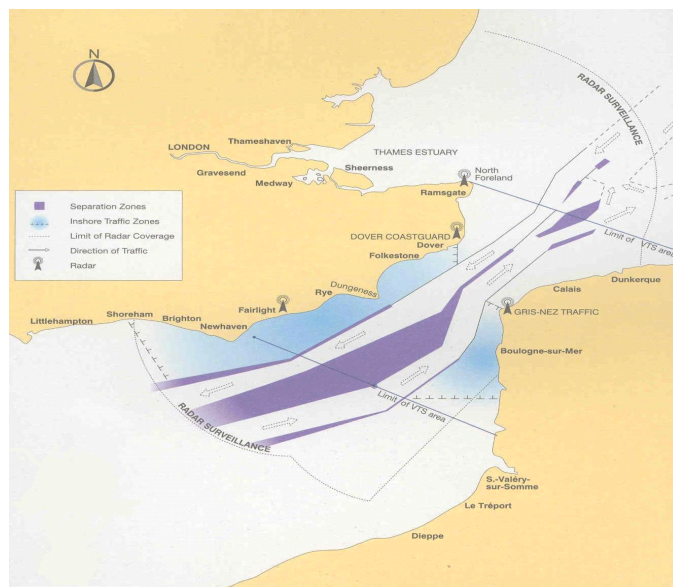 N
RADAR SURVEILLANCE
LONDON
Thameshaven
THAMES ESTUARY
Gravesend
Sheerness
Medway
North
Foreland
Ramsgate
Separation Zones
Inshore Traffic Zones
Limit of Radar Coverage
Direction of Traffic
Radar
DOVER COASTGUARD
Dover
Folkestone
Limit of VTS area
Dungeness
Rye
Fairlight
Calais
Dunkerque
GRIS-NEZ TRAFFIC
Littlehampton
Shoreham
Brighton
Newhaven
Boulogne-sur-Mer
Limit of VTS area
RADAR SURVEILLANCE
S.-Valéry-
sur-Somme
Le Tréport
Dieppe